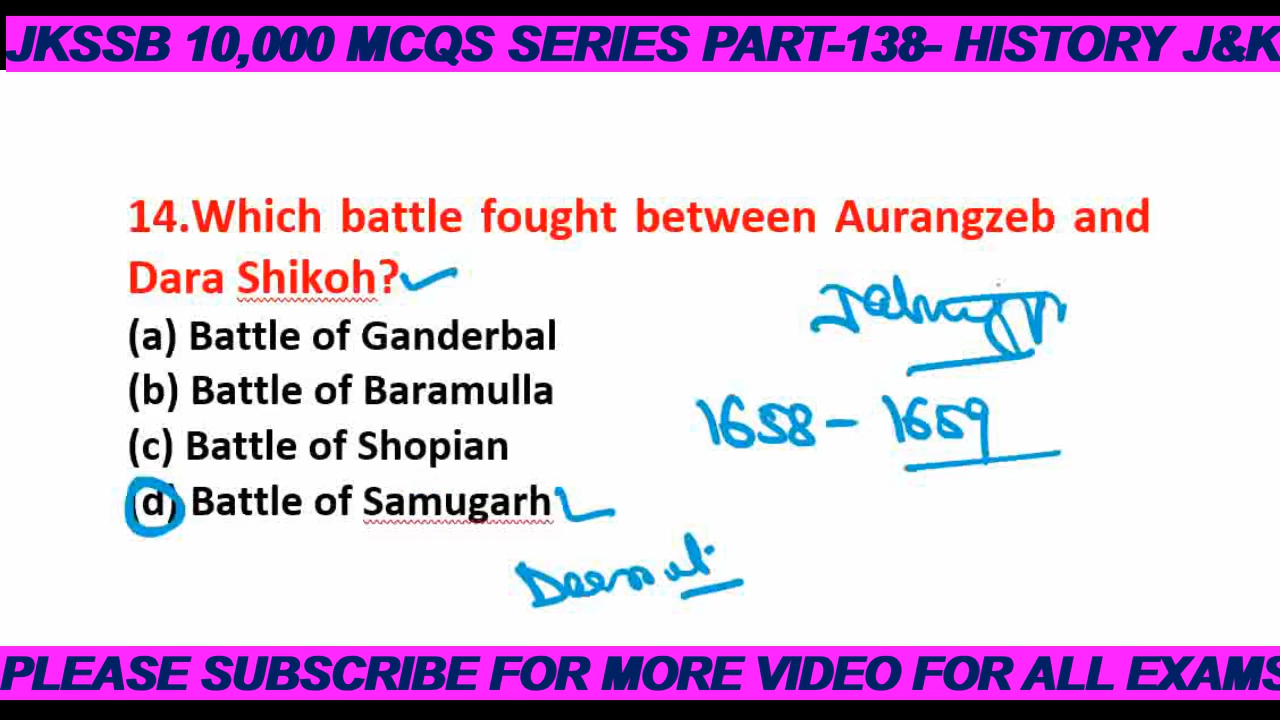 JKSSB 10,000 MCQS SERIES PART-138- HISTORY J&K
14.Which battle fought between Aurangzeb and
Dara Shikoh?
(a) Battle of Ganderbal
(b) Battle of Baramulla
(c) Battle of Shopian
(d) Battle of Samugarh
1658 - 1659
PLEASE SUBSCRIBE FOR MORE VIDEO FOR ALL EXAMS